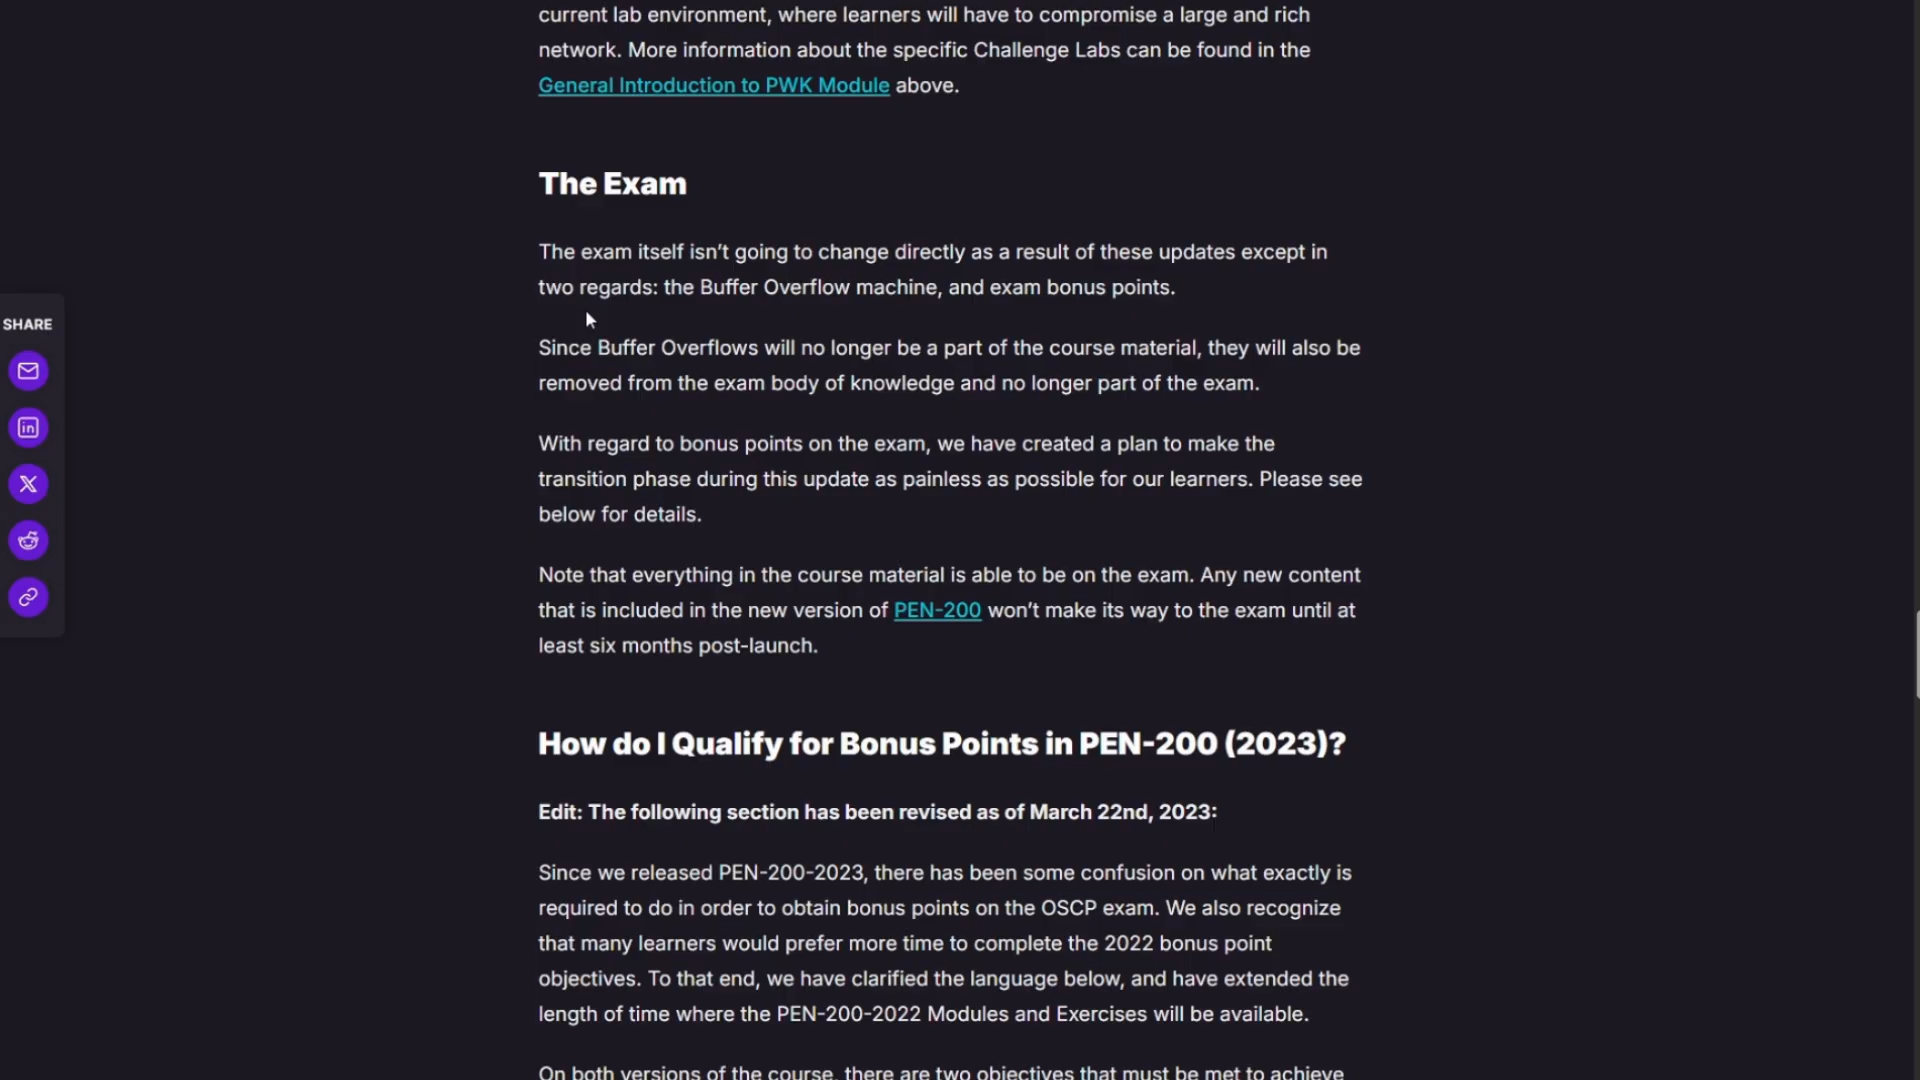 current lab environment, where learners will have to compromise a large and rich
network. More information about the specific Challenge Labs can be found in the
General Introduction to PWK Module above.
The Exam
The exam itself isn't going to change directly as a result of these updates except in
two regards: the Buffer Overflow machine, and exam bonus points.
SHARE
Since Buffer Overflows will no longer be a part of the course material, they will also be
removed from the exam body of knowledge and no longer part of the exam.
With regard to bonus points on the exam, we have created a plan to make the
transition phase during this update as painless as possible for our learners. Please see
below for details.
Note that everything in the course material is able to be on the exam. Any new content
that is included in the new version of PEN-200 won't make its way to the exam until at
least six months post-launch.
How do I Qualify for Bonus Points in PEN-200 (2023)?
Edit: The following section has been revised as of March 22nd, 2023:
Since we released PEN-200-2023, there has been some confusion on what exactly is
required to do in order to obtain bonus points on the OSCP exam. We also recognize
that many learners would prefer more time to complete the 2022 bonus point
objectives. To that end, we have clarified the language below, and have extended the
length of time where the PEN-200-2022 Modules and Exercises will be available.
On both versions of the course, there are two objectives that must be met to achieve